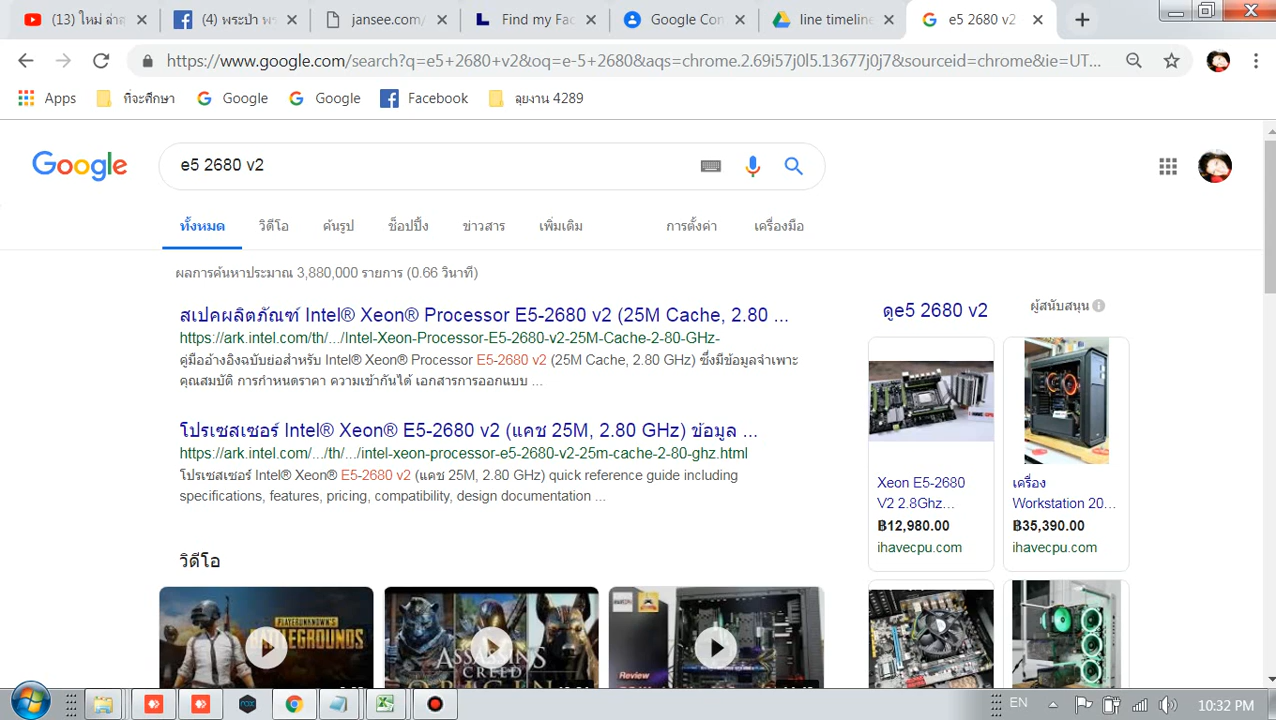 (13) ใหม่ ล่าสุ
(4) พระป่า พร
jansee.com/
Find my Fa
Google Con
line timeline
e5 2680 v2
https://www.google.com/search?q=e5+2680+v2&oq=e-5+2680&aqs=chrome.2.69i57j0l5.13677j0j7&sourceid=chrome&ie=UT...
Apps
ที่จะศึกษา
Google
Google
Facebook
ลุยงาน 4289
Google
e5 2680 v2
ทั้งหมด
วิดีโอ
ค้นรูป
ช็อปปิ้ง
ข่าวสาร
เพิ่มเติม
การตั้งค่า
เครื่องมือ
ผลการค้นหาประมาณ 3,880,000 รายการ (0.66 วินาที)
สเปคผลิตภัณฑ์ Intel® Xeon® Processor E5-2680 v2 (25M Cache, 2.80 ...
https://ark.intel.com/th/.../Intel-Xeon-Processor-E5-2680-v2-25M-Cache-2-80-GHz-
คู่มืออ้างอิงฉบับย่อสำหรับ Intel® Xeon® Processor E5-2680 v2 (25M Cache, 2.80 GHz) ซึ่งมีข้อมูลจำเพาะ
คุณสมบัติ การกำหนดราคา ความเข้ากันได้ เอกสารการออกแบบ ...
โปรเซสเซอร์ Intel® Xeon® E5-2680 v2 (แคช 25M, 2.80 GHz) ข้อมูล ...
https://ark.intel.com/.../th/.../intel-xeon-processor-e5-2680-v2-25m-cache-2-80-ghz.html
โปรเซสเซอร์ Intel® Xeon® E5-2680 v2 (แคช 25M, 2.80 GHz) quick reference guide including
specifications, features, pricing, compatibility, design documentation ...
วิดีโอ
PLAYERUNKNOWN'S
BATTLEGROUNDS
ASSASSIN'S
CREED
Review
ดูe5 2680 v2
ผู้สนับสนุน
Xeon E5-2680
V2 2.8Ghz...
฿12,980.00
ihavecpu.com
เครื่อง
Workstation 20...
฿35,390.00
ihavecpu.com
EN
10:32 PM